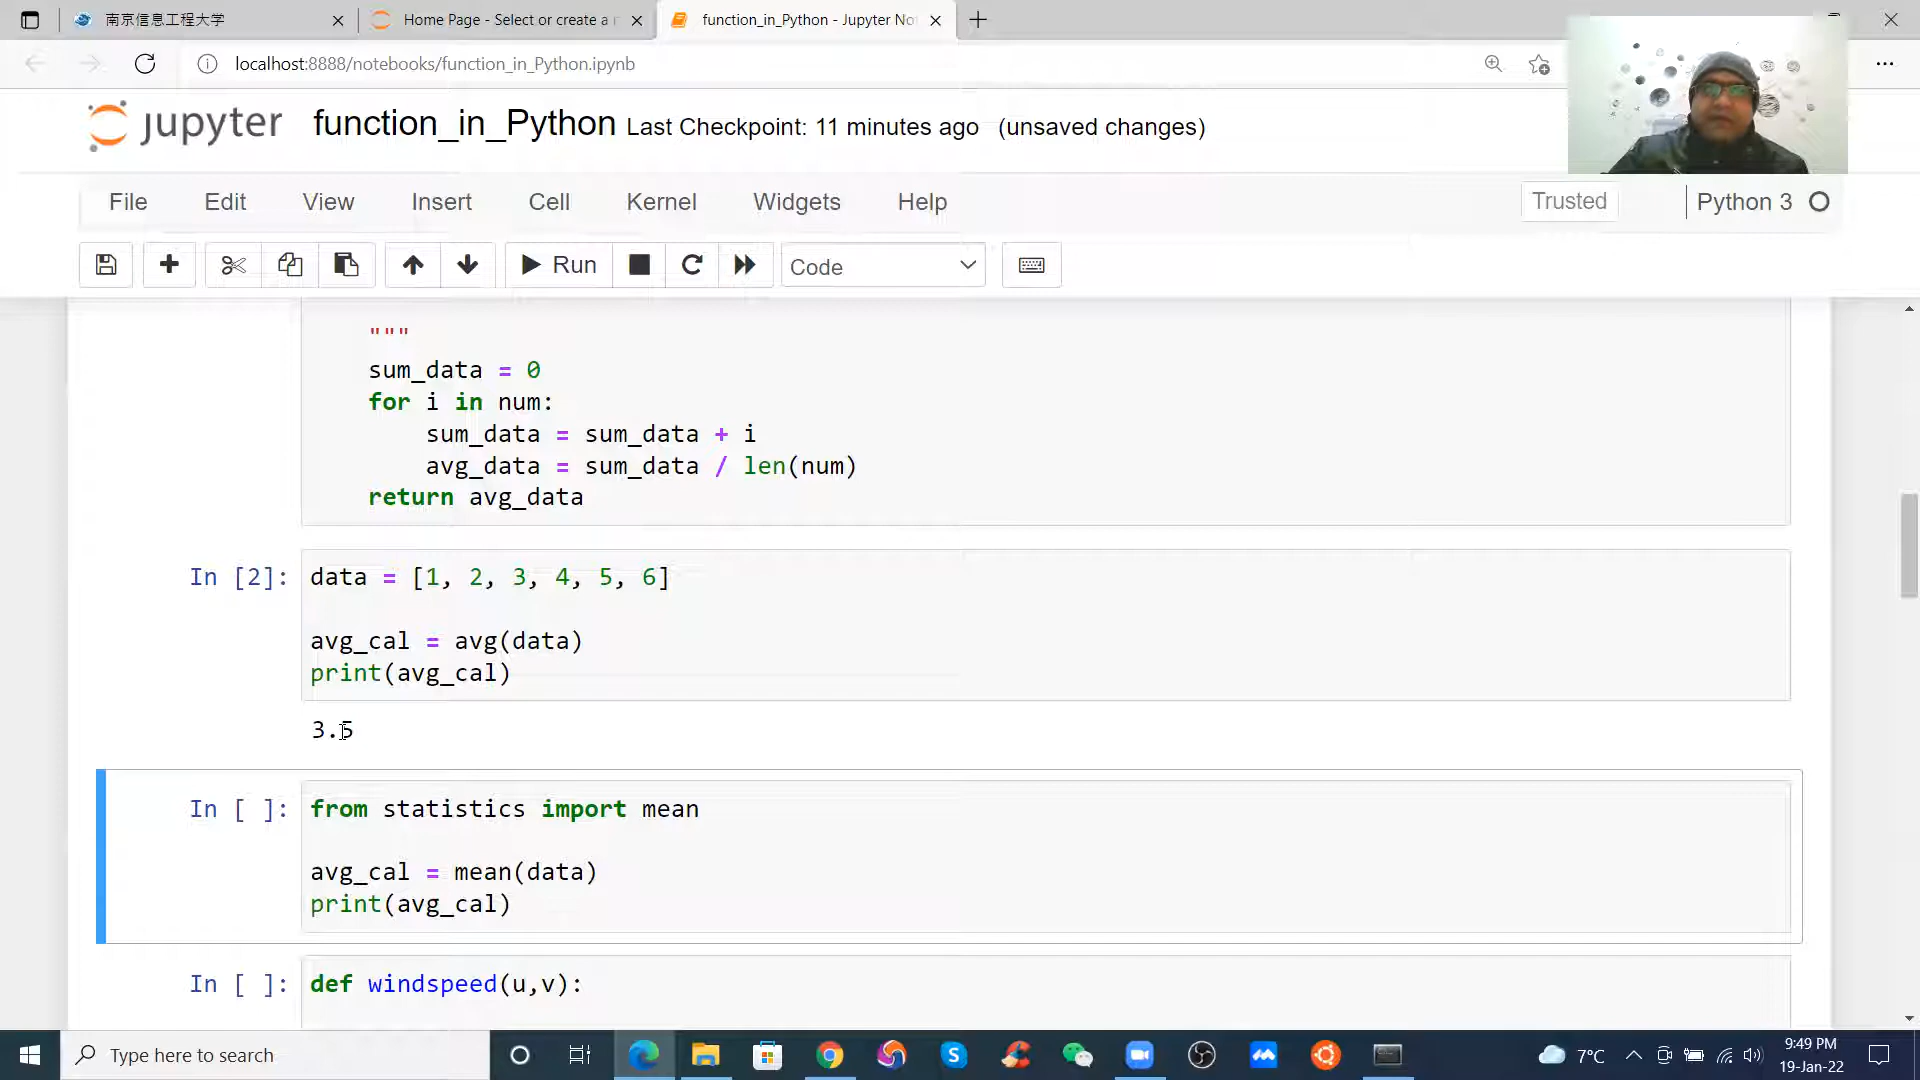 南京信息工程大学
Home Page - Select or create a n
function_in_Python - Jupyter No
localhost:8888/notebooks/function_in_Python.ipynb
jupyter
function_in_Python Last Checkpoint: 11 minutes ago (unsaved changes)
File Edit View Insert Cell Kernel Widgets Help
Trusted
Python 3
Run
Code
"""
sum_data = 0
for i in num:
sum_data = sum_data + i
avg_data = sum_data / len(num)
return avg_data
In [2]:
data = [1, 2, 3, 4, 5, 6]
avg_cal = avg(data)
print(avg_cal)
3.5
In [ ]:
from statistics import mean
avg_cal = mean(data)
print(avg_cal)
In [ ]:
def windspeed(u,v):
Type here to search
7°C
9:49 PM
19-Jan-22